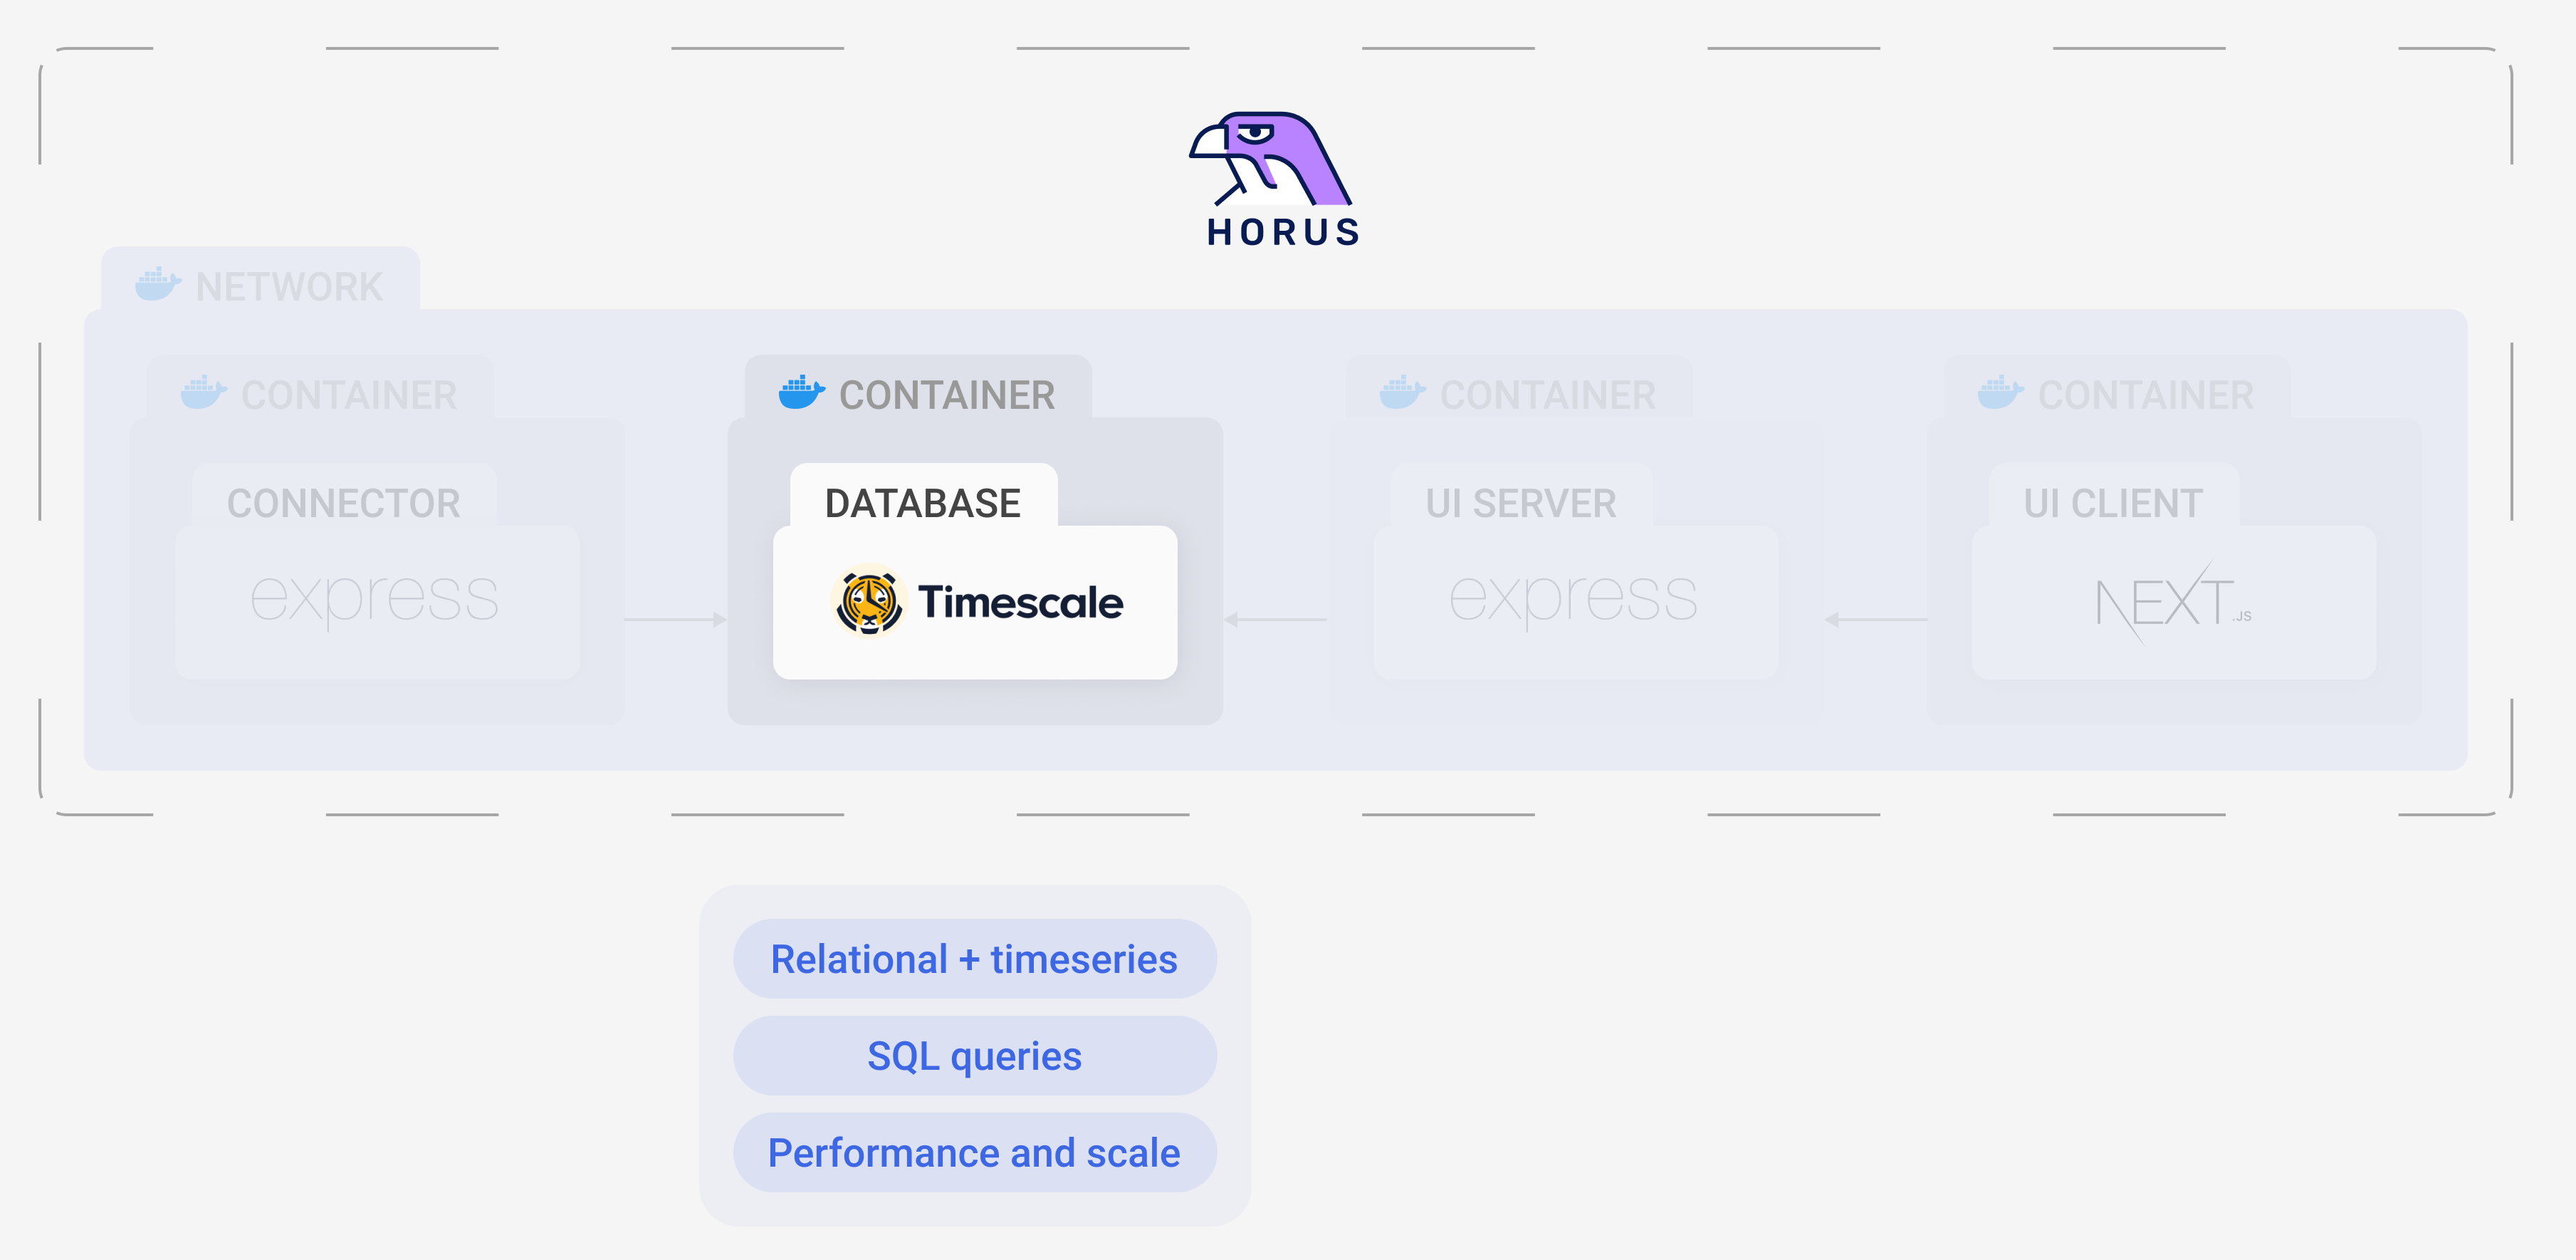 HORUS
NETWORK
CONTAINER
CONNECTOR
express
CONTAINER
DATABASE
Timescale
CONTAINER
UI SERVER
express
CONTAINER
UI CLIENT
NEXT.JS
Relational + timeseries
SQL queries
Performance and scale